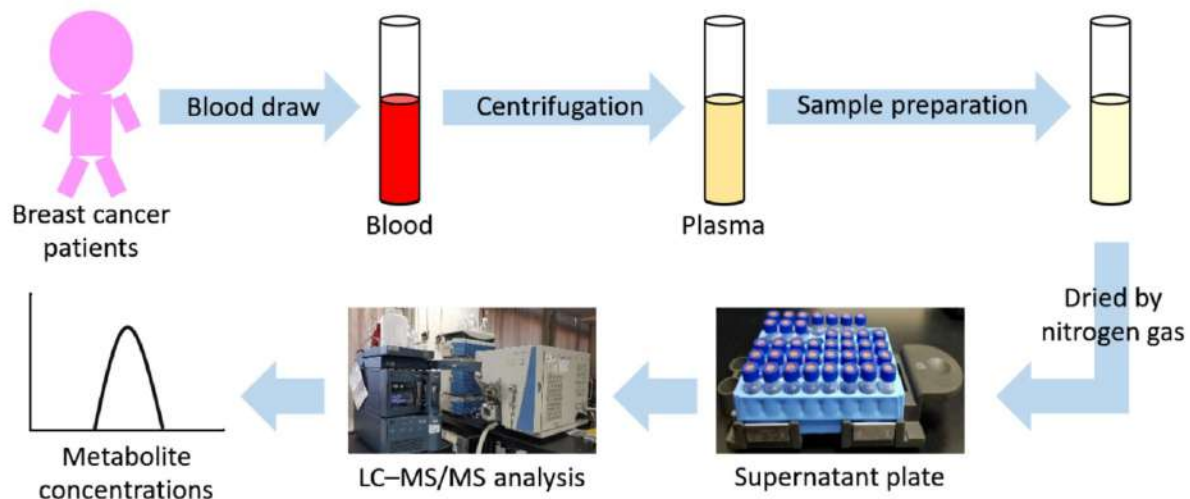 Blood draw
Centrifugation
Sample preparation
Breast cancer
patients
Blood
Plasma
Dried by
nitrogen gas
Metabolite
concentrations
LC–MS/MS analysis
Supernatant plate